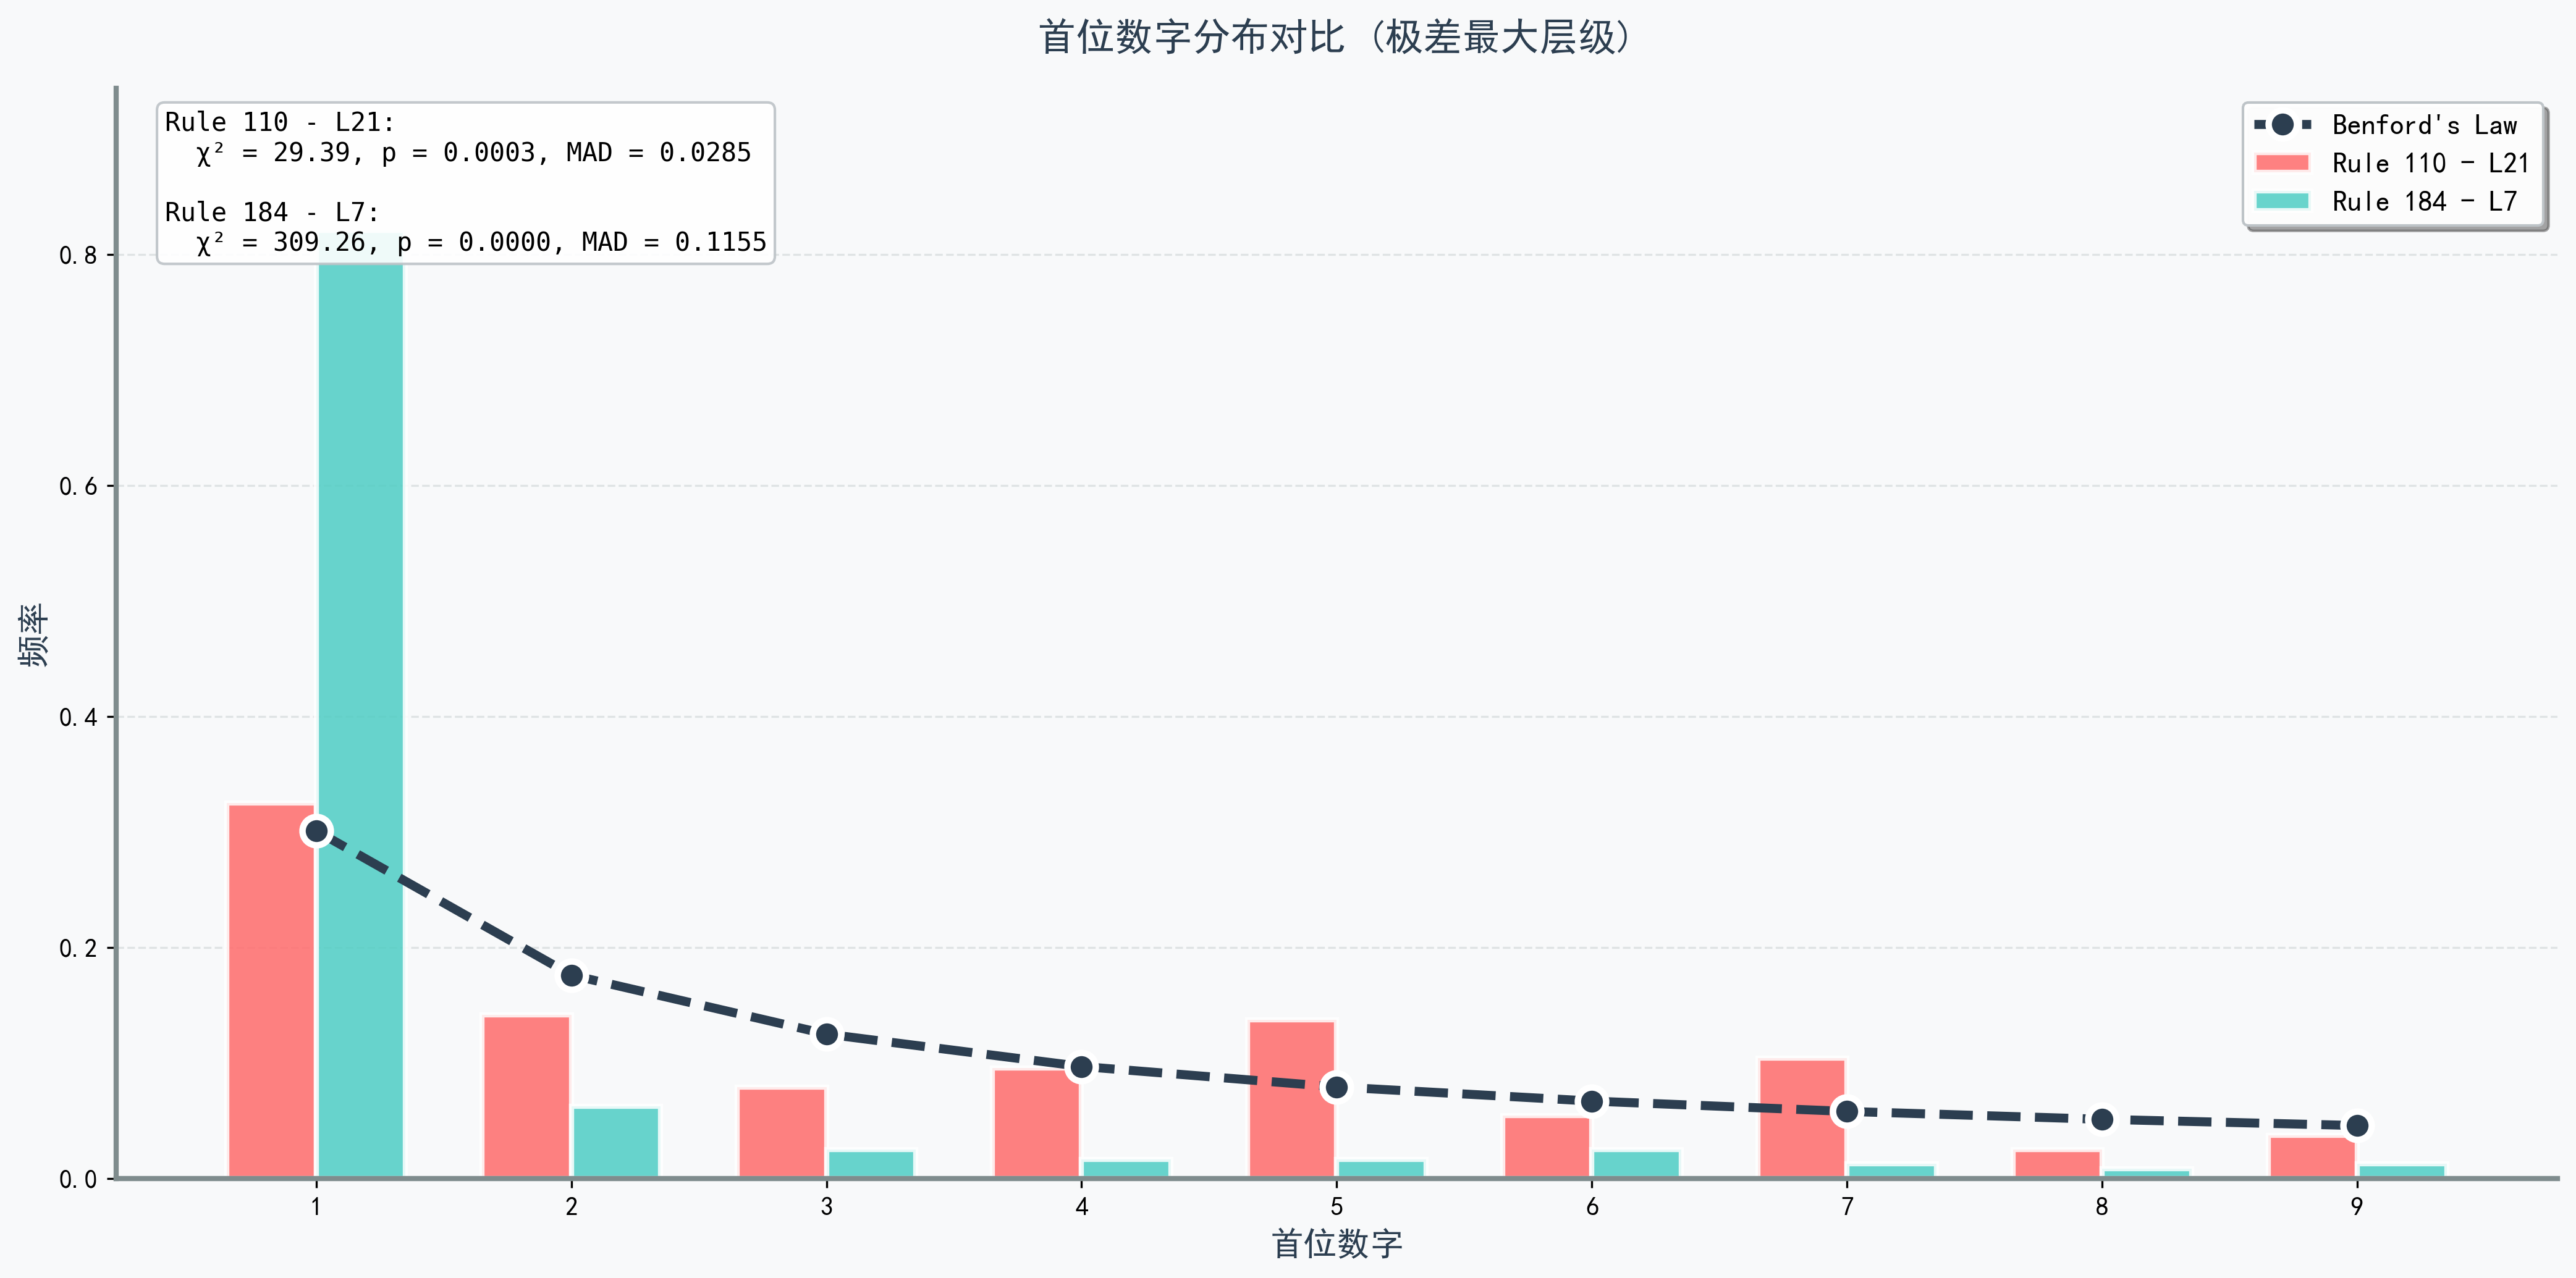 首位数字分布对比（极差最大层级）
Rule 110 - L21:
χ² = 29.39, p = 0.0003, MAD = 0.0285
Rule 184 - L7:
χ² = 309.26, p = 0.0000, MAD = 0.1155
Benford's Law
Rule 110 - L21
Rule 184 - L7
频率
0.8
0.6
0.4
0.2
0.0
1 2 3 4 5 6 7 8 9
首位数字